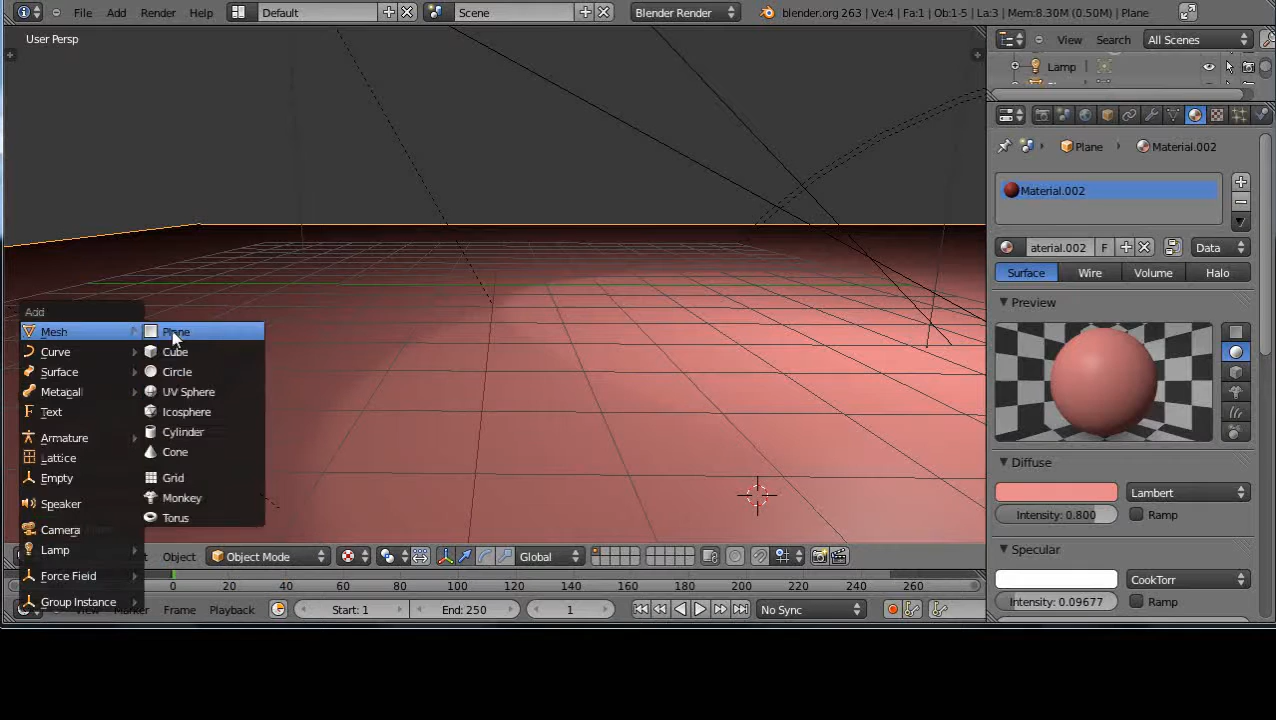 File Add Render Help Default Scene Blender Render blender.org 263 | Ve:4 | Fa:1 | Ob:1-5 | La:3 | Mem:8.30M (0.50M) | Plane
User Persp
View Search All Scenes
Lamp
Plane Material.002
Material.002
aterial.002 F Data
Surface Wire Volume Halo
Preview
Diffuse
Lambert
Intensity: 0.800 Ramp
Specular
CookTorr
Intensity: 0.09677 Ramp
Add
Mesh
Curve
Surface
Metaball
Text
Armature
Lattice
Empty
Speaker
Camera
Lamp
Force Field
Group Instance
Plane
Cube
Circle
UV Sphere
Icosphere
Cylinder
Cone
Grid
Monkey
Torus
Object Object Mode Global
0 20 40 60 80 100 120 140 160 180 200 220 240 260
Frame Playback Start: 1 End: 250 1 No Sync